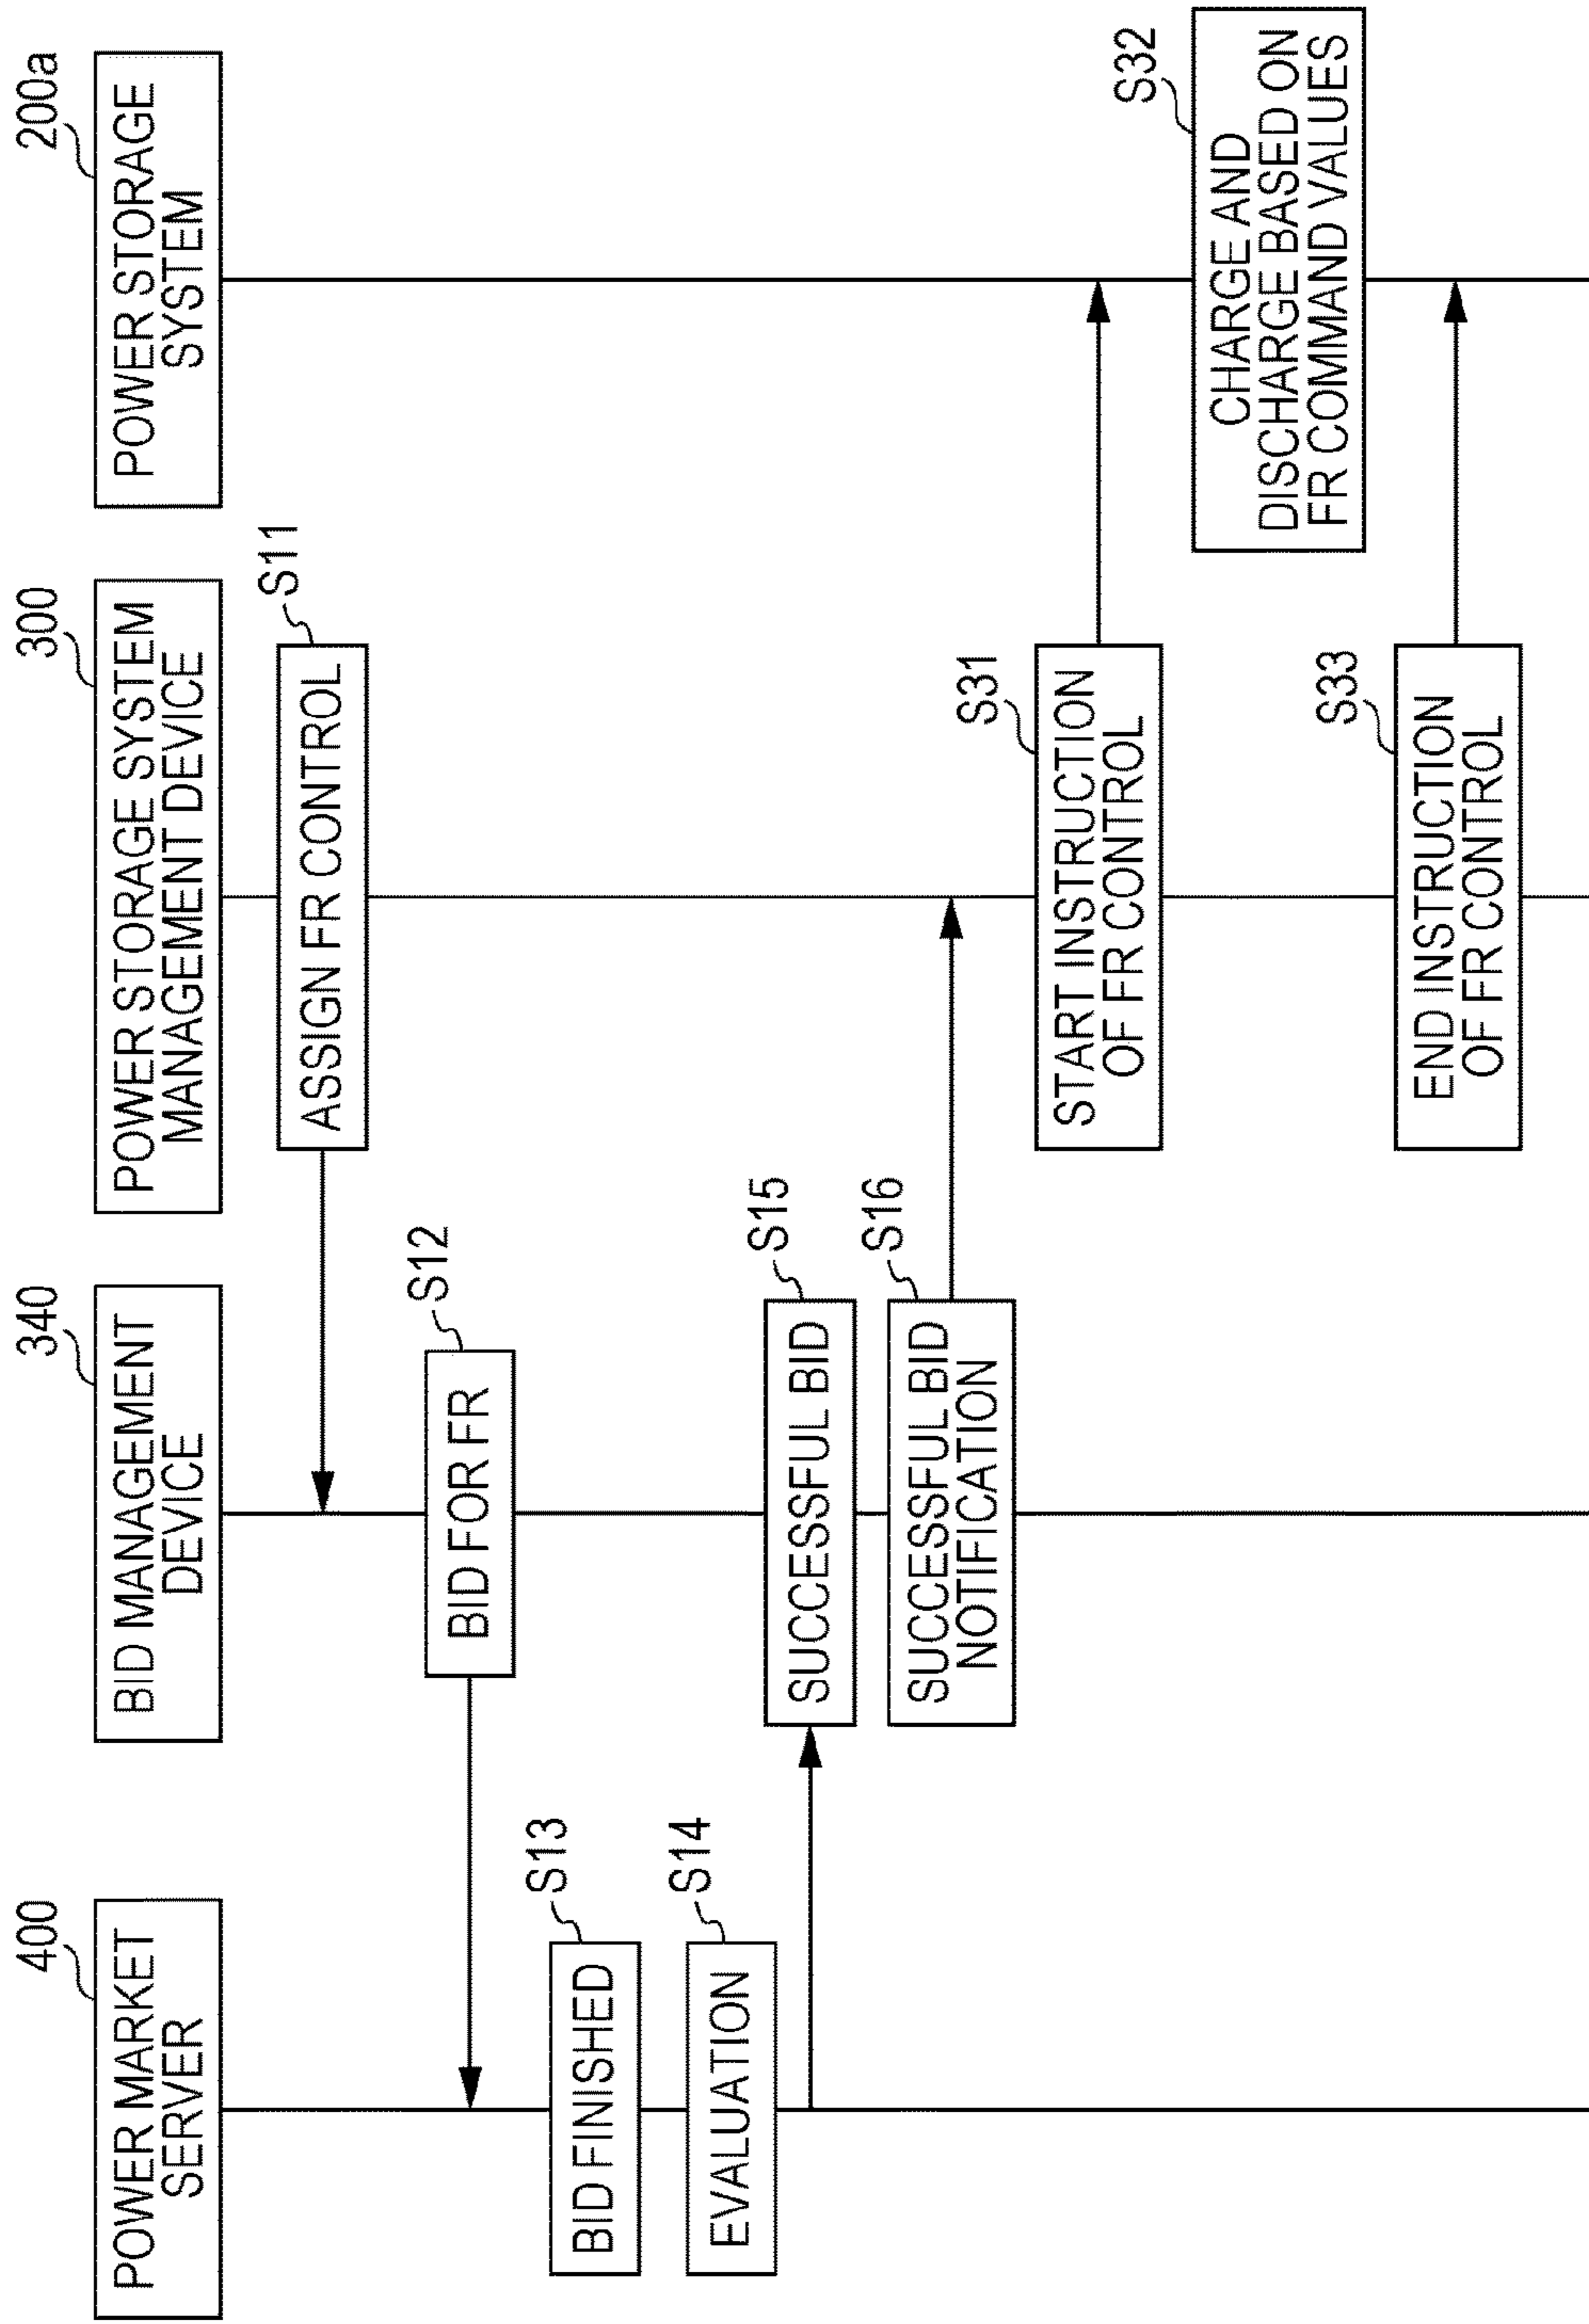 400
POWER MARKET
SERVER
340
BID MANAGEMENT
DEVICE
300
POWER STORAGE SYSTEM
MANAGEMENT DEVICE
200a
POWER STORAGE
SYSTEM
S11
ASSIGN FR CONTROL
S12
BID FOR FR
S13
BID FINISHED
S14
EVALUATION
S15
SUCCESSFUL BID
S16
SUCCESSFUL BID
NOTIFICATION
S31
START INSTRUCTION
OF FR CONTROL
S32
CHARGE AND
DISCHARGE BASED ON
FR COMMAND VALUES
S33
END INSTRUCTION
OF FR CONTROL